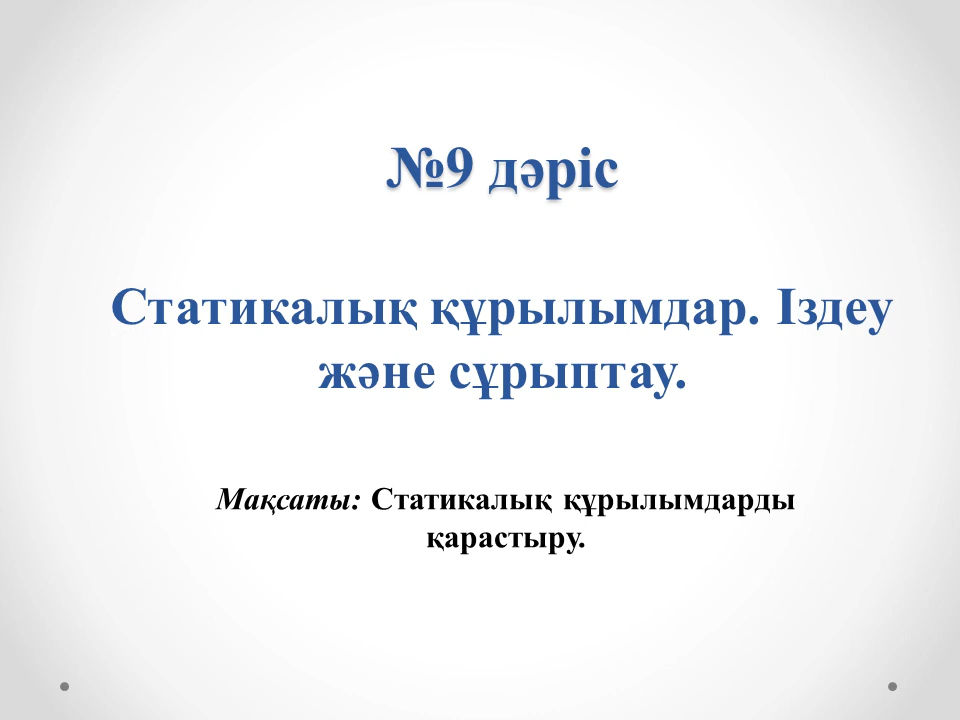 №9 дәріс
Статикалық құрылымдар. Іздеу
және сұрыптау.
Мақсаты: Статикалық құрылымдарды
қарастыру.